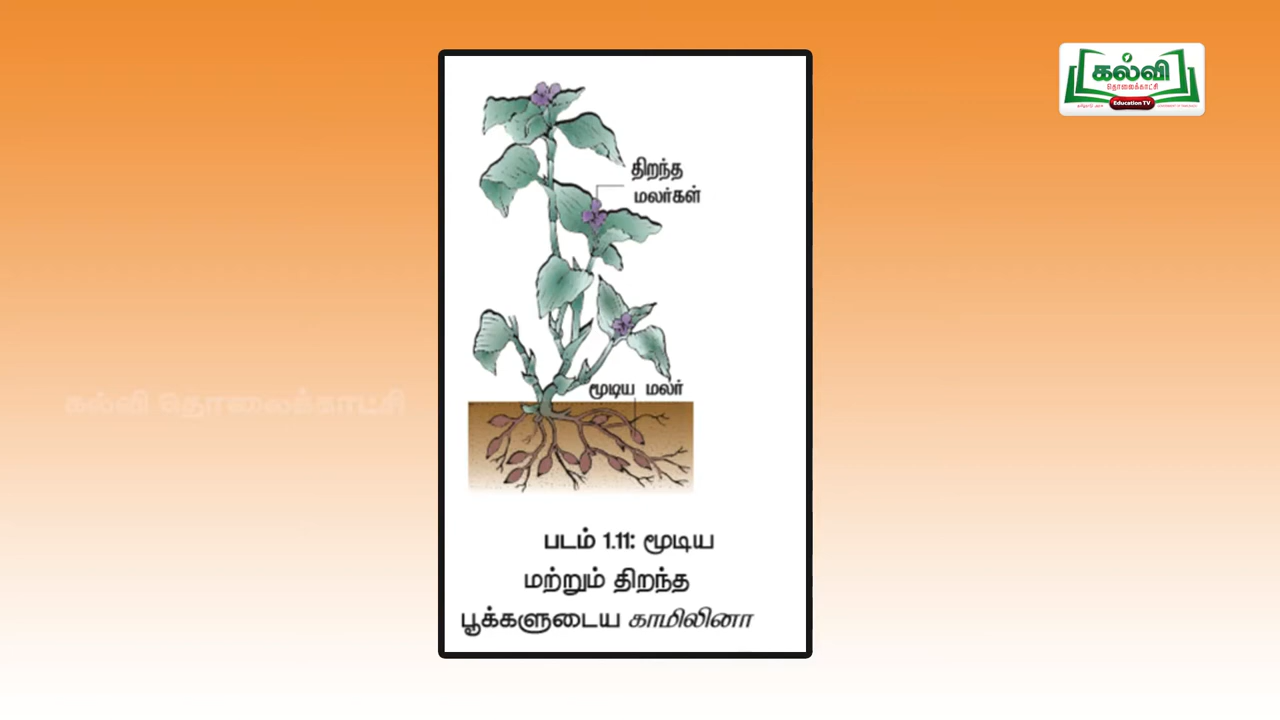 கல்வி
தொலைக்காட்சி
Education TV
திறந்த
மலர்கள்
மூடிய மலர்
கல்வி தொலைக்காட்சி
படம் 1.11: மூடிய
மற்றும் திறந்த
பூக்களுடைய காமிலினா